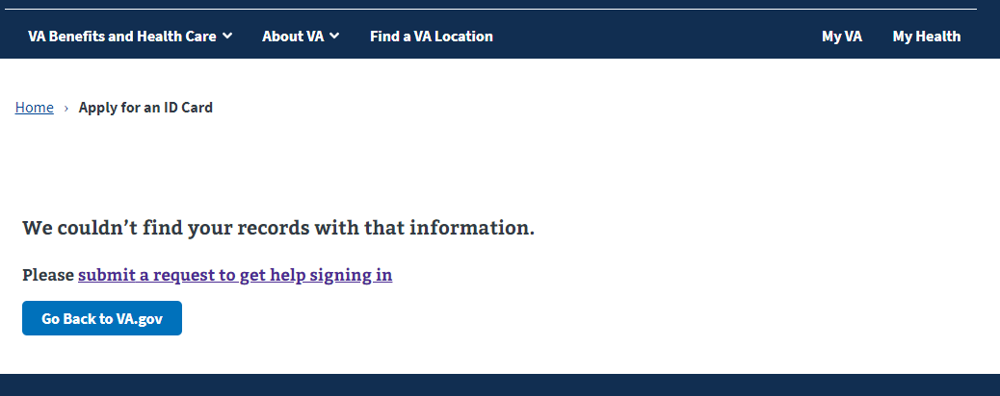 VA Benefits and Health Care About VA Find a VA Location My VA My Health
Home › Apply for an ID Card
We couldn’t find your records with that information.
Please submit a request to get help signing in
Go Back to VA.gov